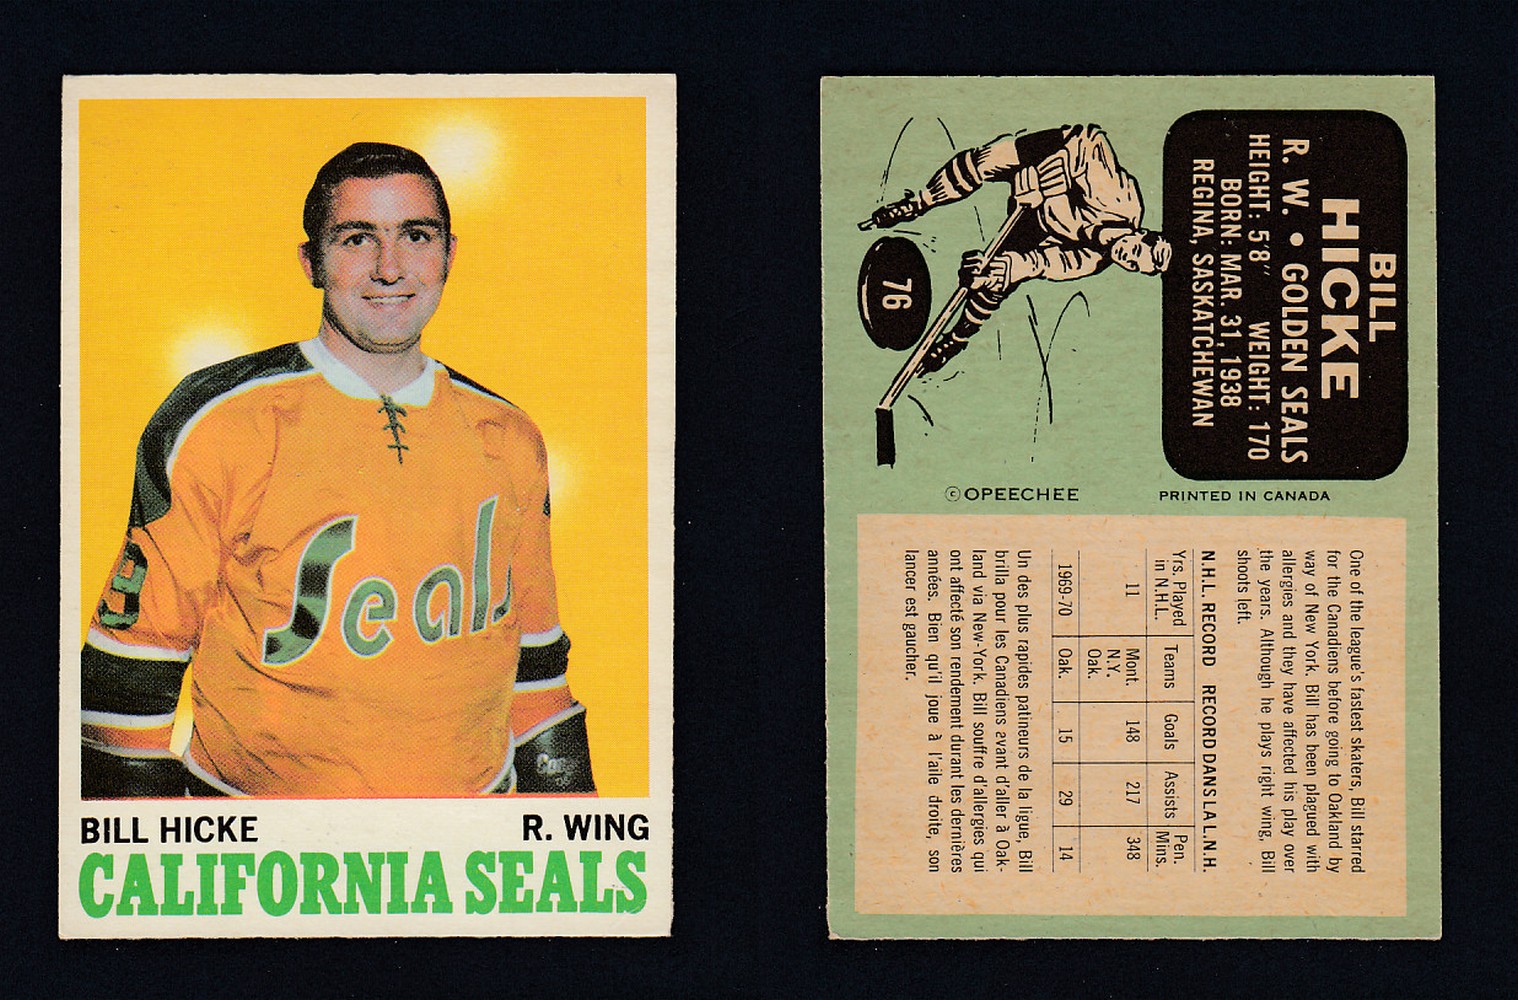 Seals
9
BILL HICKE R. WING
CALIFORNIA SEALS
BILL
HICKE
R. W. • GOLDEN SEALS
HEIGHT: 5'8" WEIGHT: 170
BORN: MAR. 31, 1938
REGINA, SASKATCHEWAN
76
© OPEECHEE PRINTED IN CANADA
One of the league's fastest skaters, Bill starred
for the Canadiens before going to Oakland by
way of New York. Bill has been plagued with
allergies and they have affected his play over
the years. Although he plays right wing, Bill
shoots left.
N.H.L. RECORD RECORD DANS LA L.N.H.
Yrs. Played Teams Goals Assists Pen.
in N.H.L. Mins.
11 Mont. 148 217 348
N.Y.
Oak.
1969-70 Oak. 15 29 14
Un des plus rapides patineurs de la ligue, Bill
brilla pour les Canadiens avant d'aller à Oak-
land via New-York. Bill souffre d'allergies qui
ont affecté son rendement durant les dernières
années. Bien qu'il joue à l'aile droite, son
lancer est gaucher.